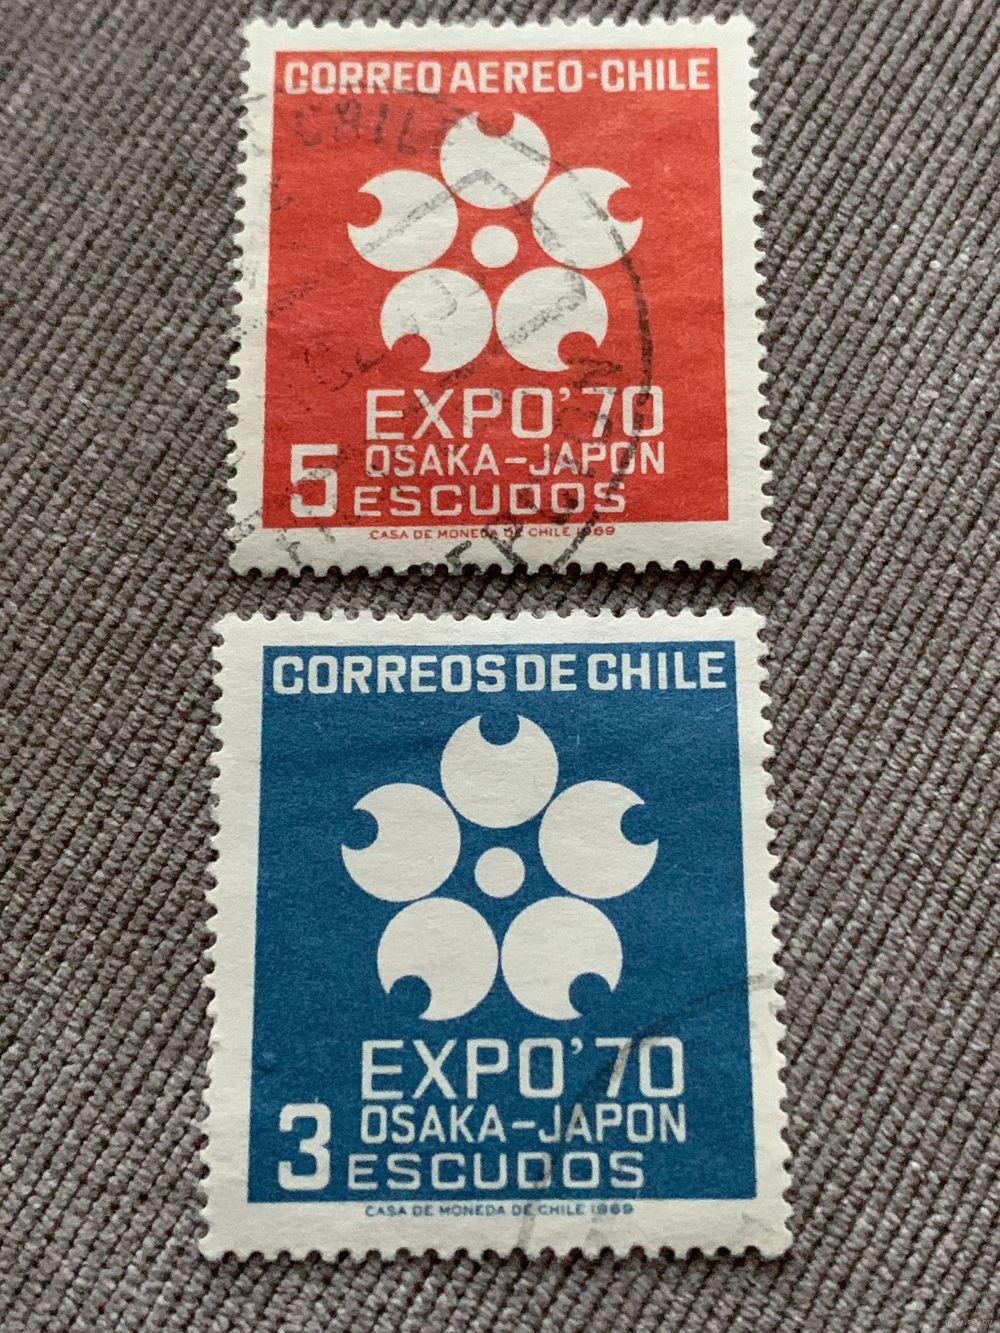 CORREO AEREO-CHILE
CHILE
EXPO'70
OSAKA-JAPON
5 ESCUDOS
CASA DE MONEDA DE CHILE 1969
CORREOS DE CHILE
EXPO'70
OSAKA-JAPON
3 ESCUDOS
CASA DE MONEDA DE CHILE 1969